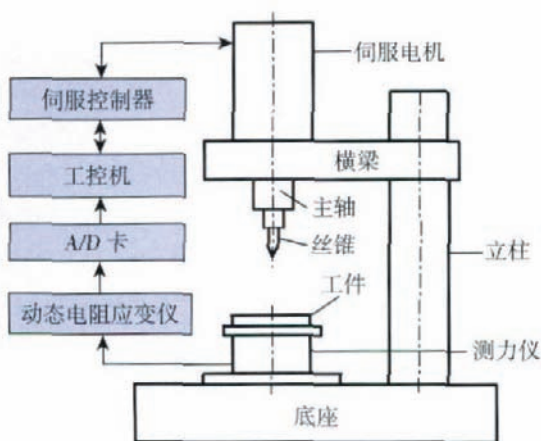 伺服电机
伺服控制器
横梁
工控机
主轴
丝锥
A/D 卡
立柱
工件
动态电阻应变仪
测力仪
底座